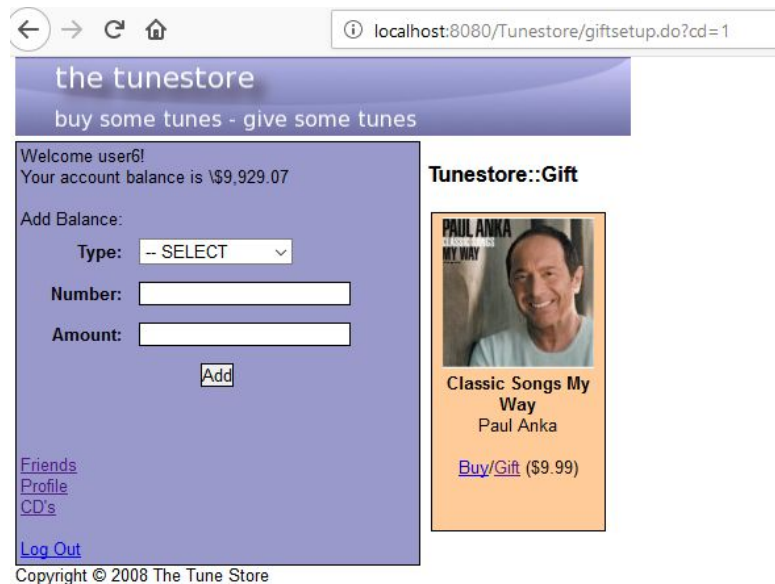 localhost:8080/Tunestore/giftsetup.do?cd=1
the tunestore
buy some tunes - give some tunes
Welcome user6!
Your account balance is \$9,929.07
Add Balance:
Type: -- SELECT
Number:
Amount:
Add
Friends
Profile
CD's
Log Out
Tunestore::Gift
PAUL ANKA
CLASSIC SONGS
MY WAY
Classic Songs My
Way
Paul Anka
Buy/Gift ($9.99)
Copyright © 2008 The Tune Store